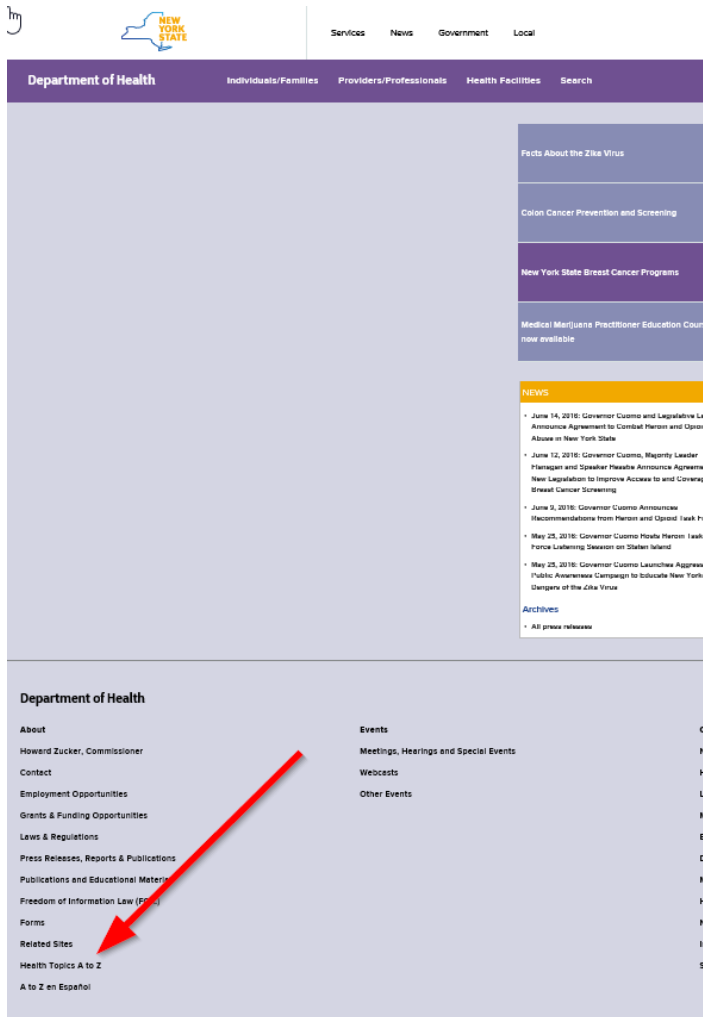 NEW
YORK
STATE
Services News Government Local
Department of Health Individuals/Families Providers/Professionals Health Facilities Search
Facts About the Zika Virus
Colon Cancer Prevention and Screening
New York State Breast Cancer Programs
Medical Marijuana Practitioner Education
now available
NEWS
June 14, 2016: Governor Cuomo and Legislative
Announce Agreement to Combat Heroin and
Abuse in New York State
June 12, 2016: Governor Cuomo, Majority Leader
Flanagan and Speaker Heastie Announce
New Legislation to Improve Access to and
Breast Cancer Screening
June 9, 2016: Governor Cuomo Announces
Recommendations from Heroin and Opioid Task
May 25, 2016: Governor Cuomo Hosts Heroin Task
Force Listening Session on Staten Island
May 25, 2016: Governor Cuomo Launches
Public Awareness Campaign to Educate New
Dangers of the Zika Virus
Archives
All press releases
Department of Health
About
Howard Zucker, Commissioner
Contact
Employment Opportunities
Grants & Funding Opportunities
Laws & Regulations
Press Releases, Reports & Publications
Publications and Educational
Freedom of Information Law
Forms
Related Sites
Health Topics A to Z
A to Z en Español
Events
Meetings, Hearings and Special Events
Webcasts
Other Events